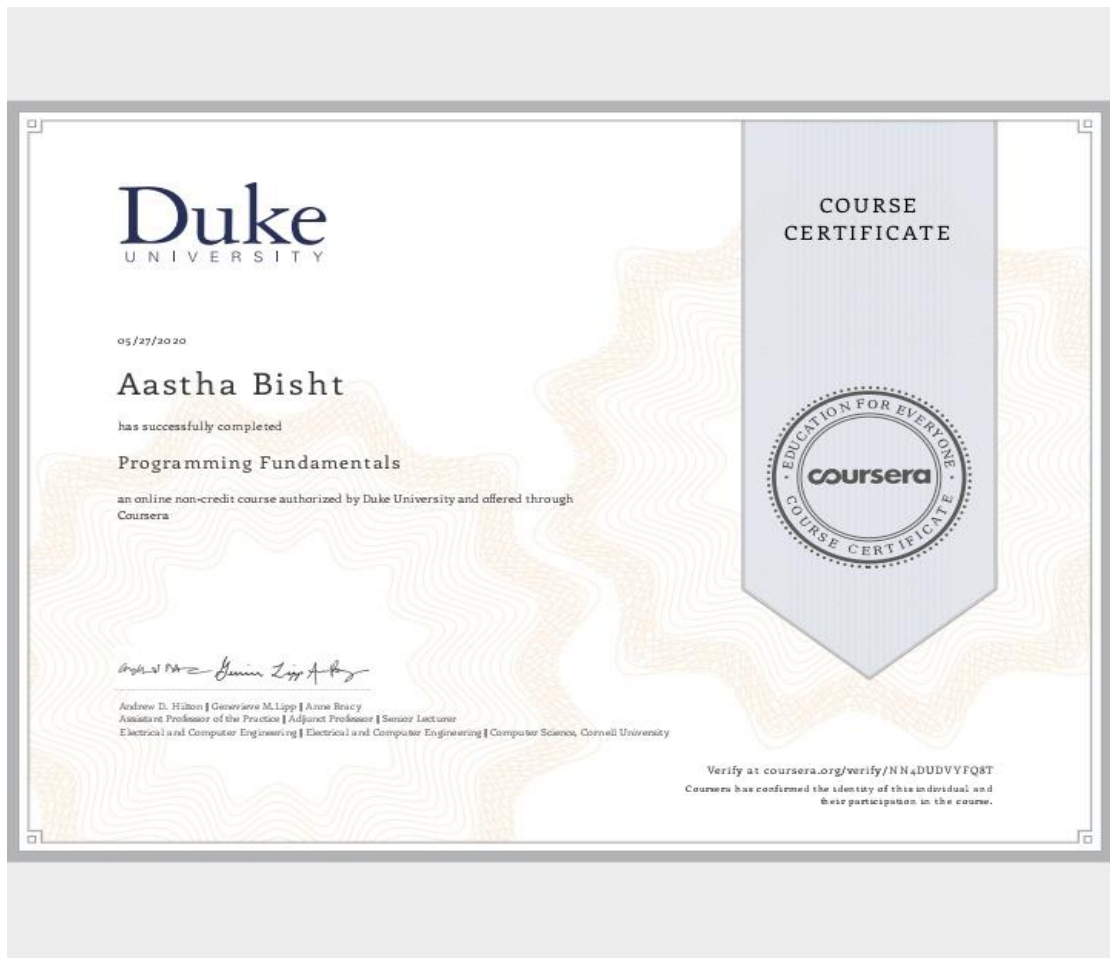 Duke
UNIVERSITY
COURSE
CERTIFICATE
05/27/2020
Aastha Bisht
has successfully completed
Programming Fundamentals
an online non-credit course authorized by Duke University and offered through
Coursera
EDUCATION FOR EVERYONE
coursera
COURSE CERTIFICATE
Andrew D. Hilton | Genevieve M. Lipp | Anne Bracy
Assistant Professor of the Practice | Adjunct Professor | Senior Lecturer
Electrical and Computer Engineering | Electrical and Computer Engineering | Computer Science, Cornell University
Verify at coursera.org/verify/NN4DUDVYFQ8T
Coursera has confirmed the identity of this individual and
their participation in the course.